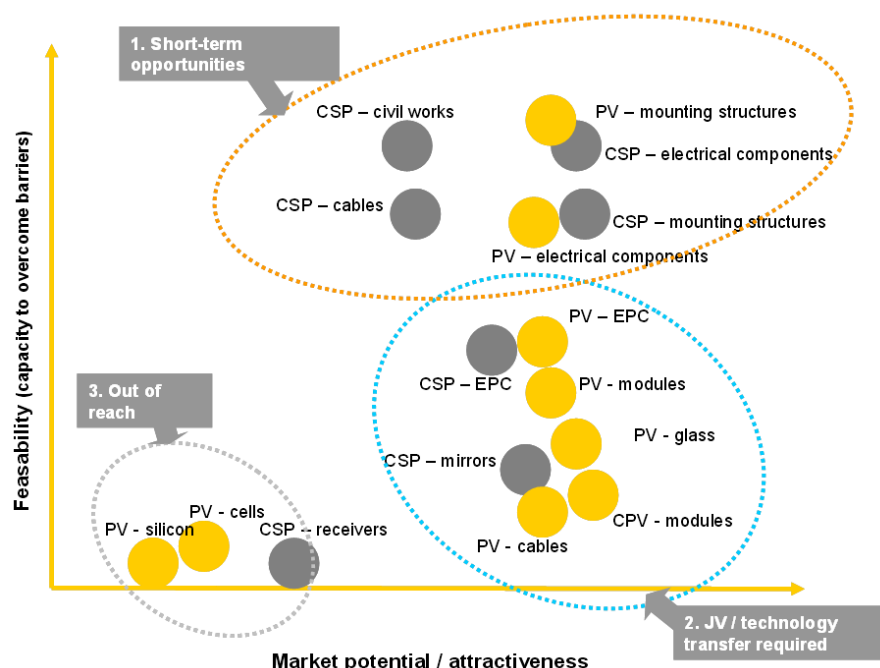 1. Short-term
opportunities
CSP – civil works
PV – mounting structures
CSP – electrical components
CSP – cables
CSP – mounting structures
PV – electrical components
PV – EPC
CSP – EPC
PV - modules
3. Out of
reach
PV - glass
CSP – mirrors
PV - cells
PV - silicon
CSP – receivers
CPV - modules
PV - cables
2. JV / technology
transfer required
Feasability (capacity to overcome barriers)
Market potential / attractiveness